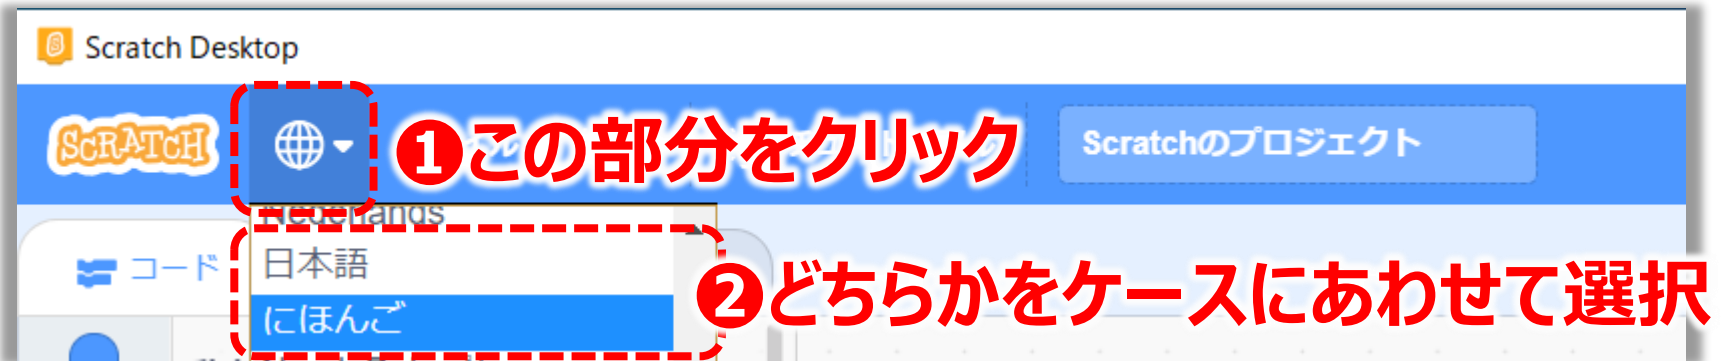 Scratch Desktop
SCRATCH
❶この部分をクリック
Scratchのプロジェクト
Nederlands
コード
日本語
にほんご
❷どちらかをケースにあわせて選択